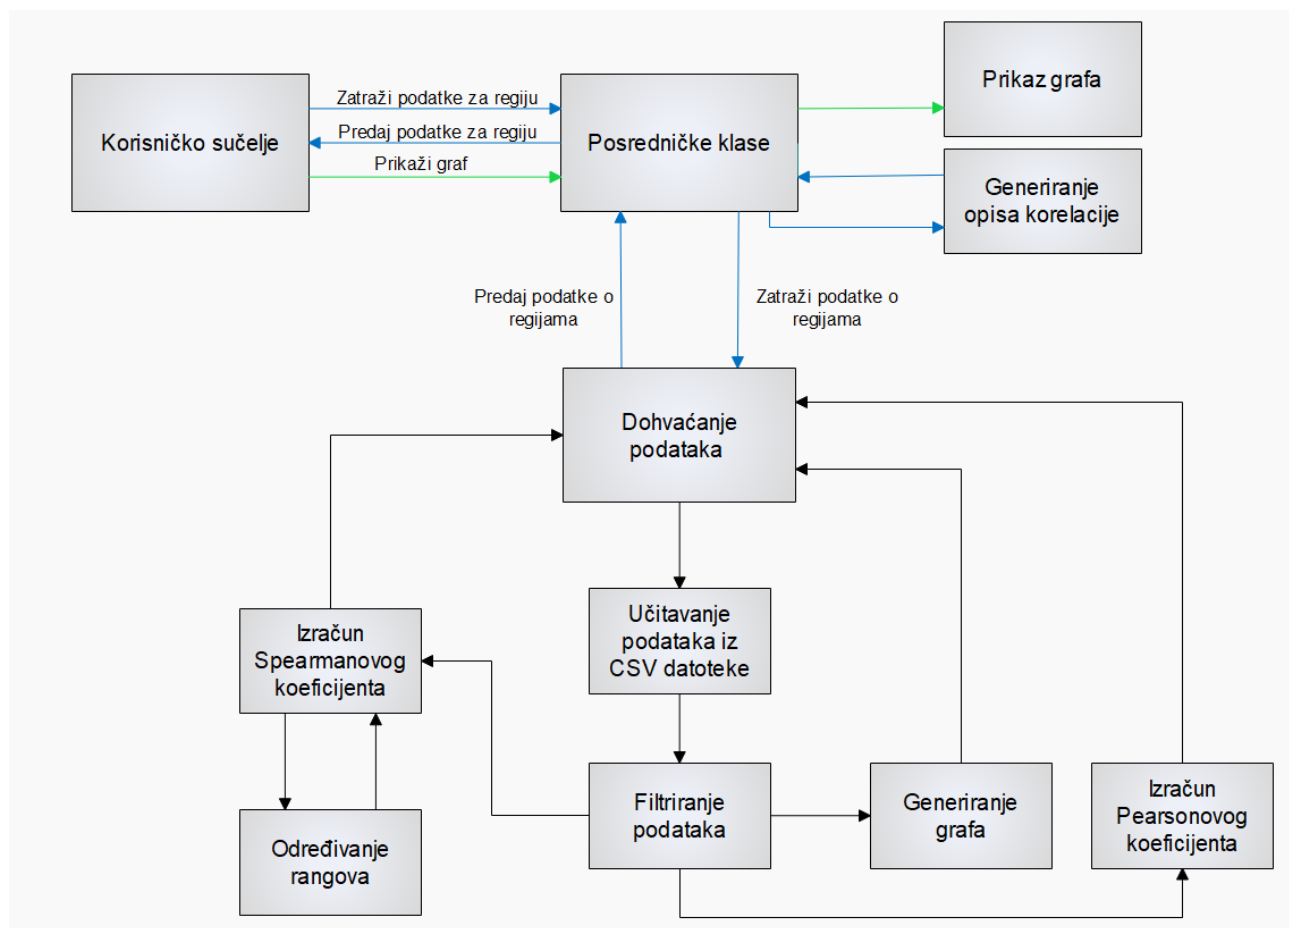 Prikaz grafa
Korisničko sučelje
Zatraži podatke za regiju
Predaj podatke za regiju
Prikaži graf
Posredničke klase
Generiranje
opisa korelacije
Predaj podatke o
regijama
Zatraži podatke o
regijama
Dohvaćanje
podataka
Učitavanje
podataka iz
CSV datoteke
Izračun
Spearmanovog
koeficijenta
Filtriranje
podataka
Generiranje
grafa
Izračun
Pearsonovog
koeficijenta
Određivanje
rangova